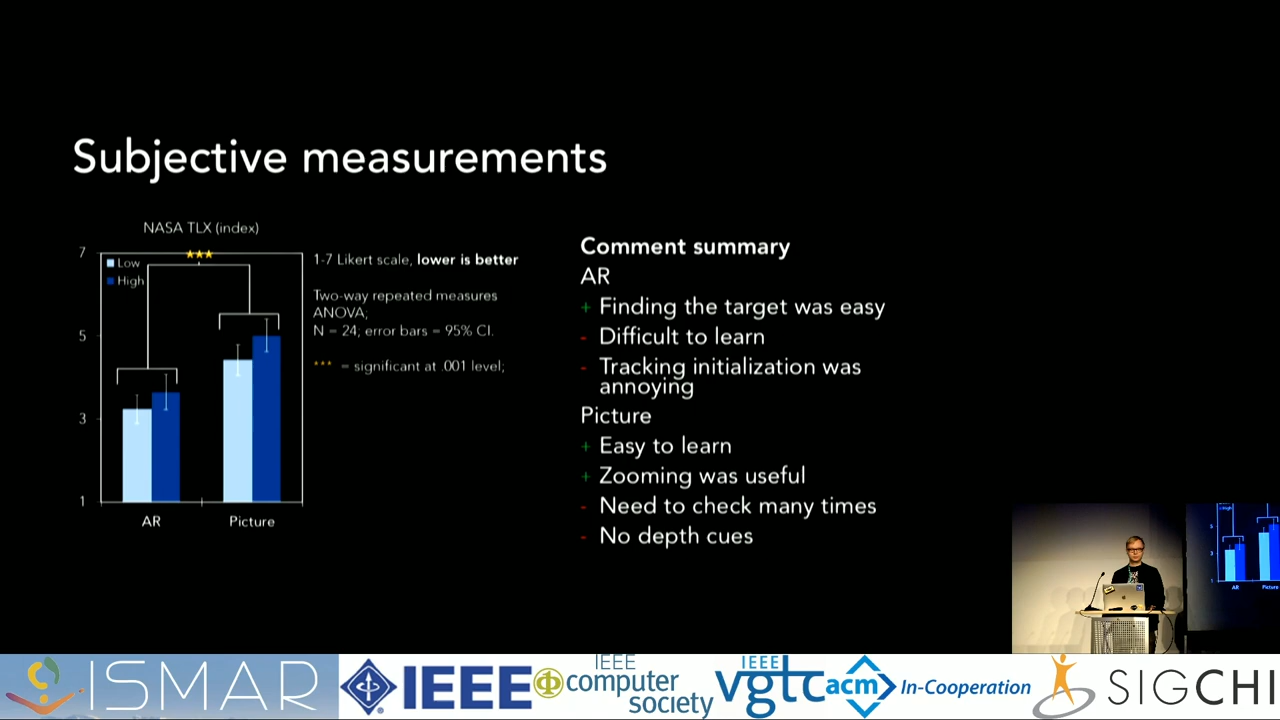 Subjective measurements
NASA TLX (index)
7
***
Low
High
5
3
1
AR
Picture
1-7 Likert scale, lower is better
Two-way repeated measures
ANOVA;
N = 24; error bars = 95% CI.
*** = significant at .001 level;
Comment summary
AR
+ Finding the target was easy
- Difficult to learn
- Tracking initialization was
annoying
Picture
+ Easy to learn
+ Zooming was useful
- Need to check many times
- No depth cues
AR
Picture
ISMAR
IEEE
IEEE
computer
society
IEEE
vgtc
acm
In-Cooperation
SIGCHI